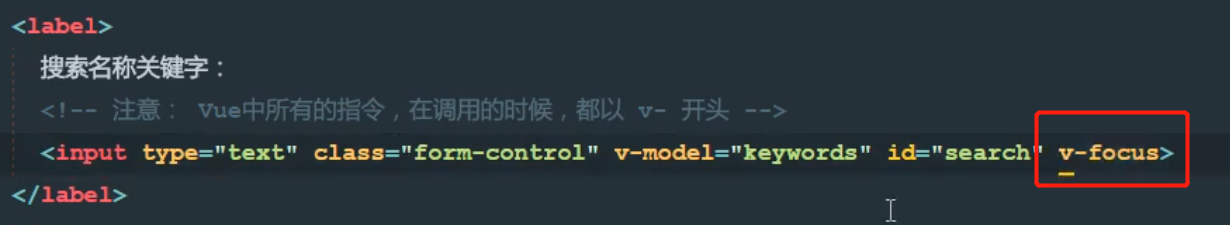 <label>
搜索名称关键字：
<!-- 注意： Vue中所有的指令，在调用的时候，都以 v- 开头 -->
<input type="text" class="form-control" v-model="keywords" id="search" v-focus>
</label>